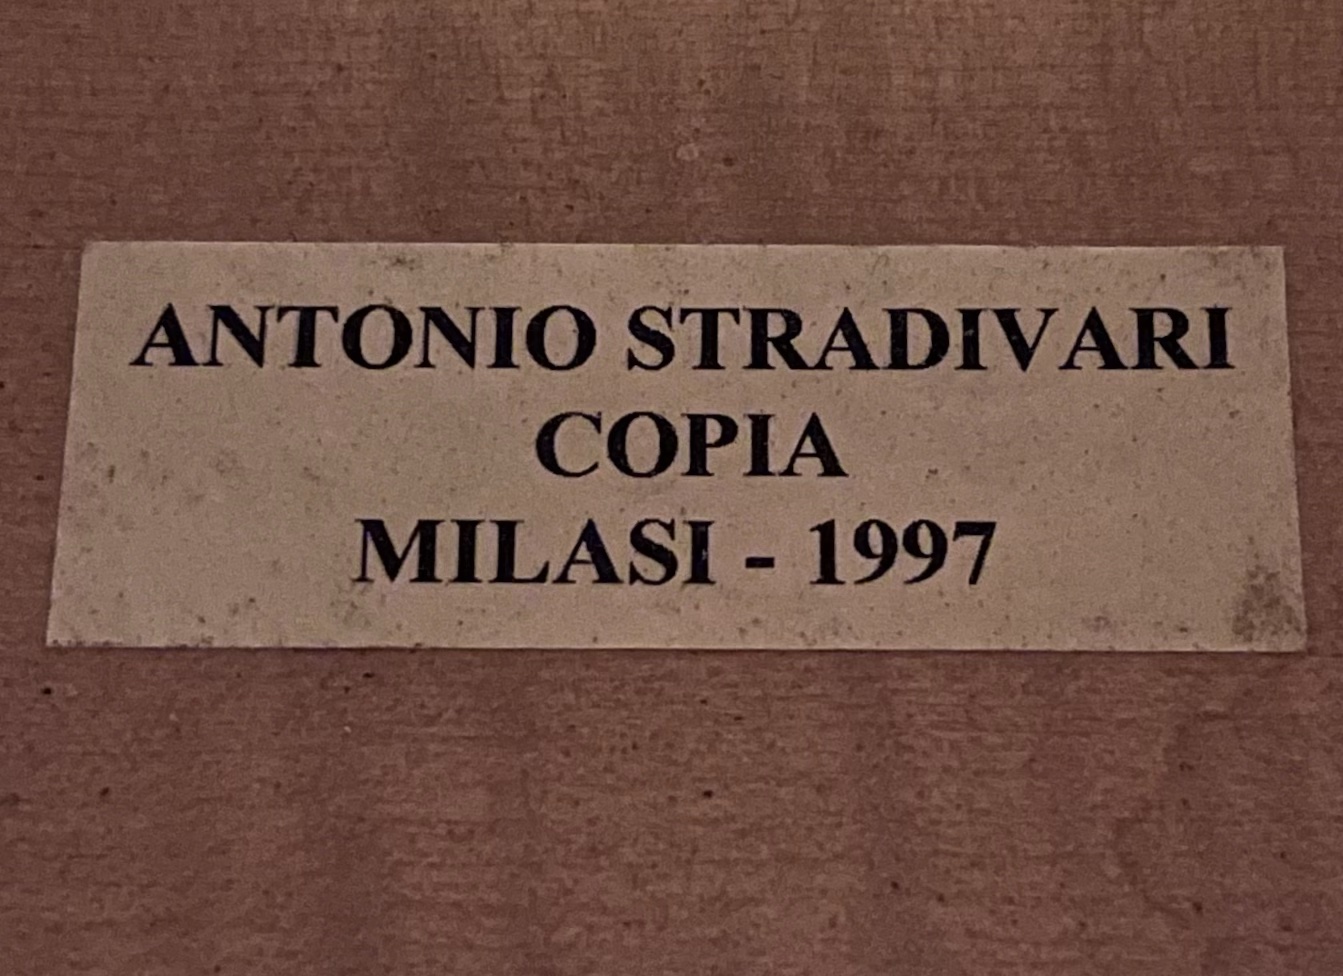 ANTONIO STRADIVARI
COPIA
MILASI - 1997